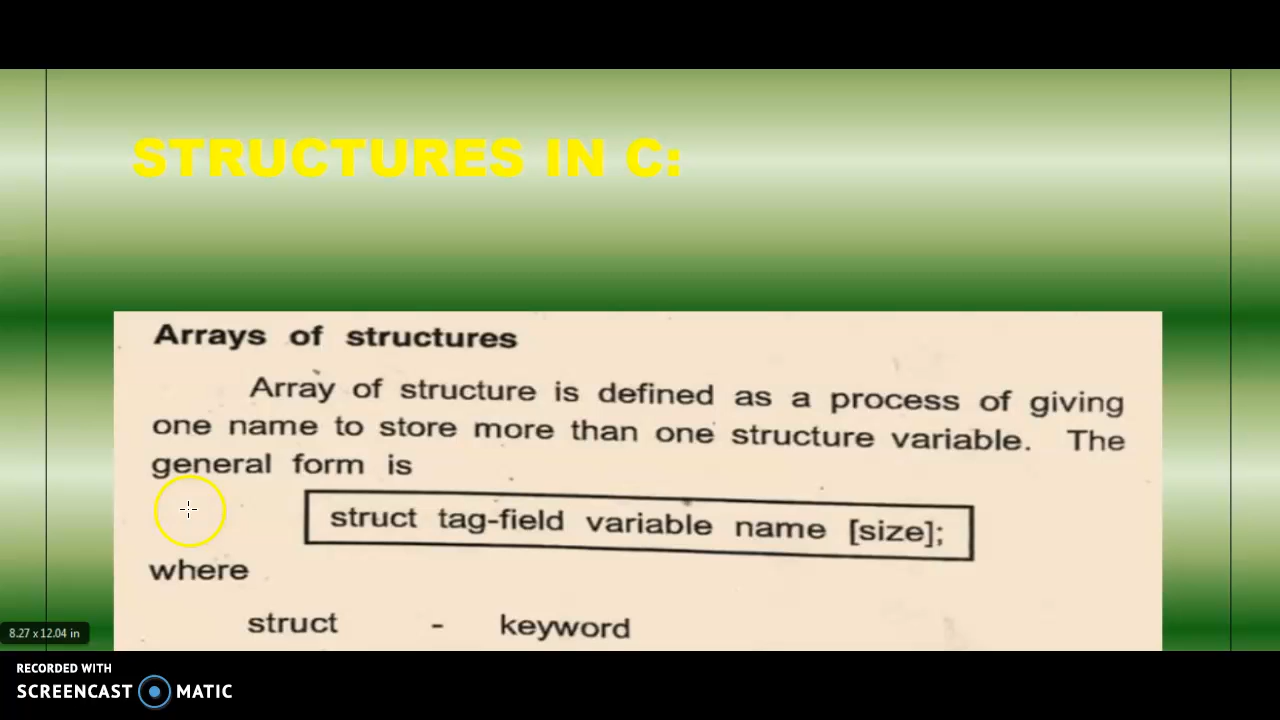 STRUCTURES IN C:
Arrays of structures
Array of structure is defined as a process of giving
one name to store more than one structure variable. The
general form is
struct tag-field variable name [size];
where
struct - keyword
8.27 x 12.04 in
RECORDED WITH
SCREENCAST MATIC